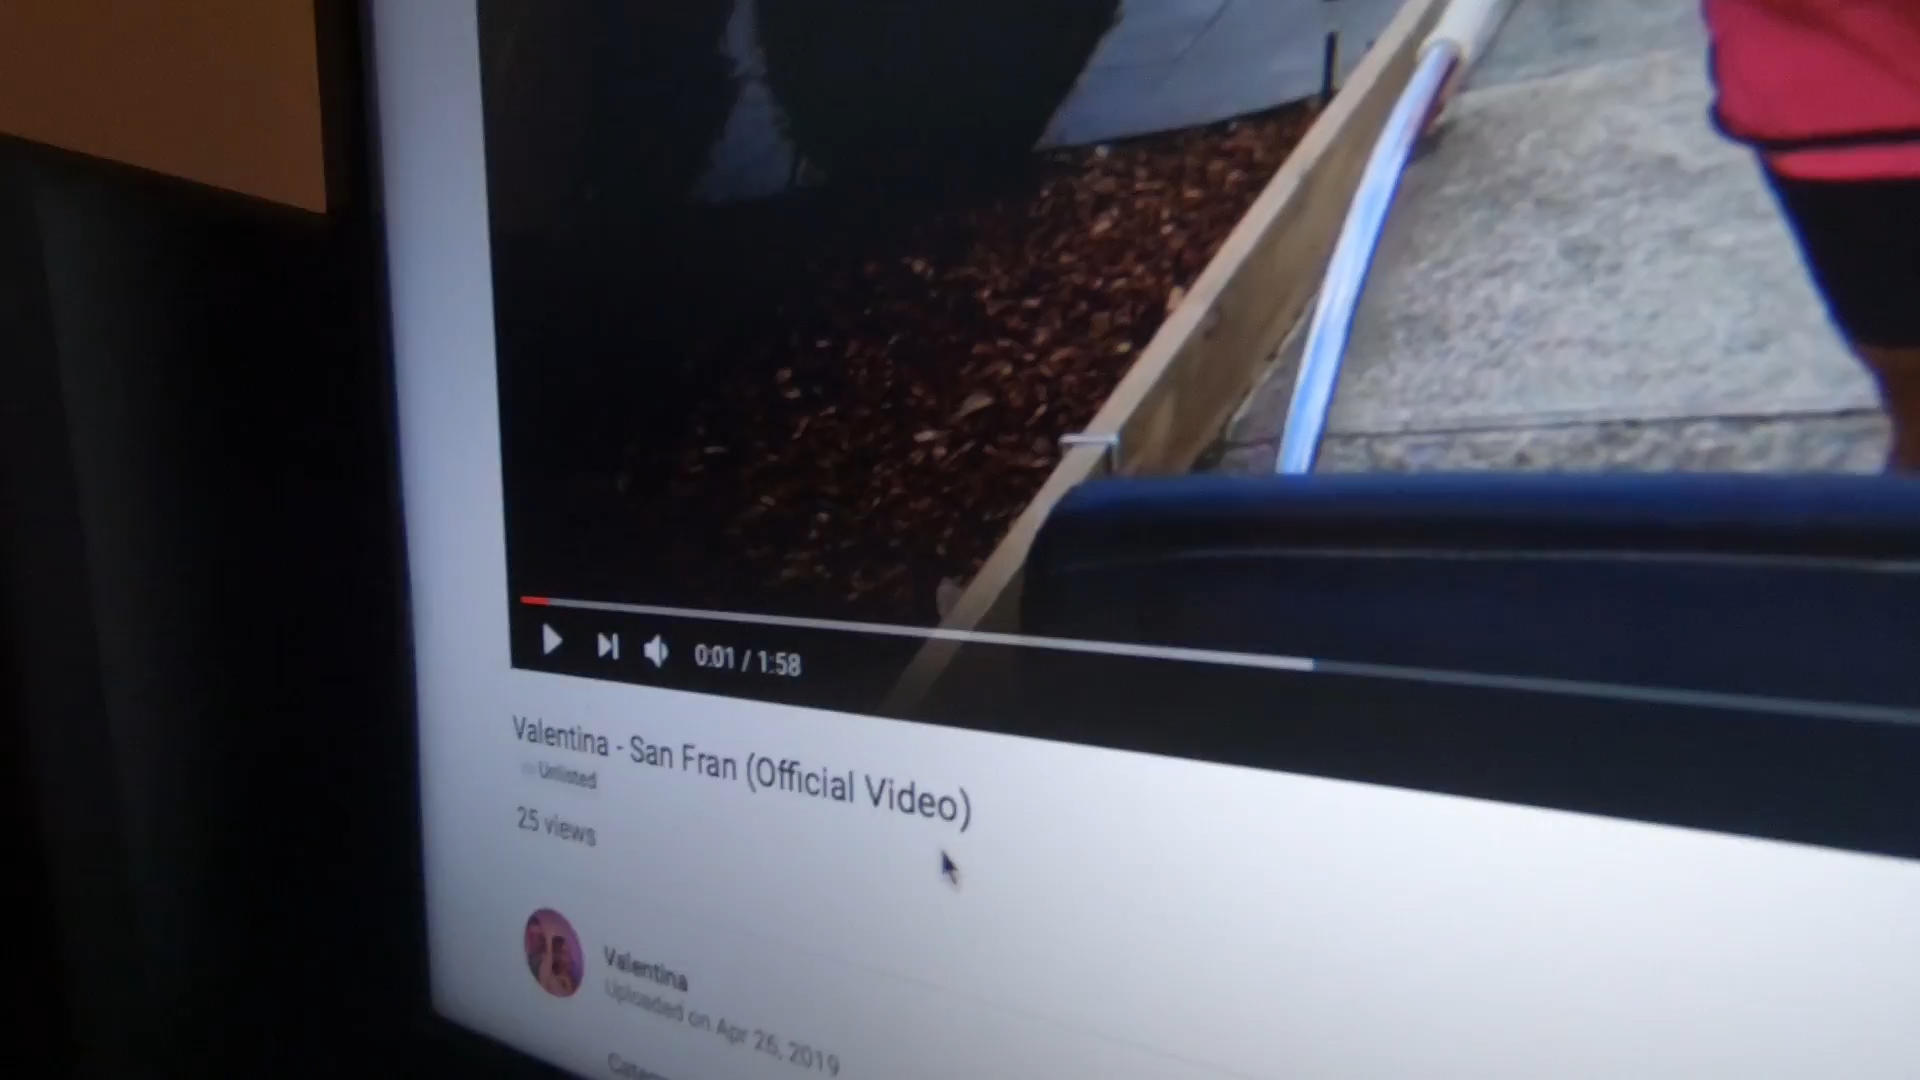 0:01 / 1:58
Valentina - San Fran (Official Video)
Unlisted
25 views
Valentina
Uploaded on Apr 26, 2019